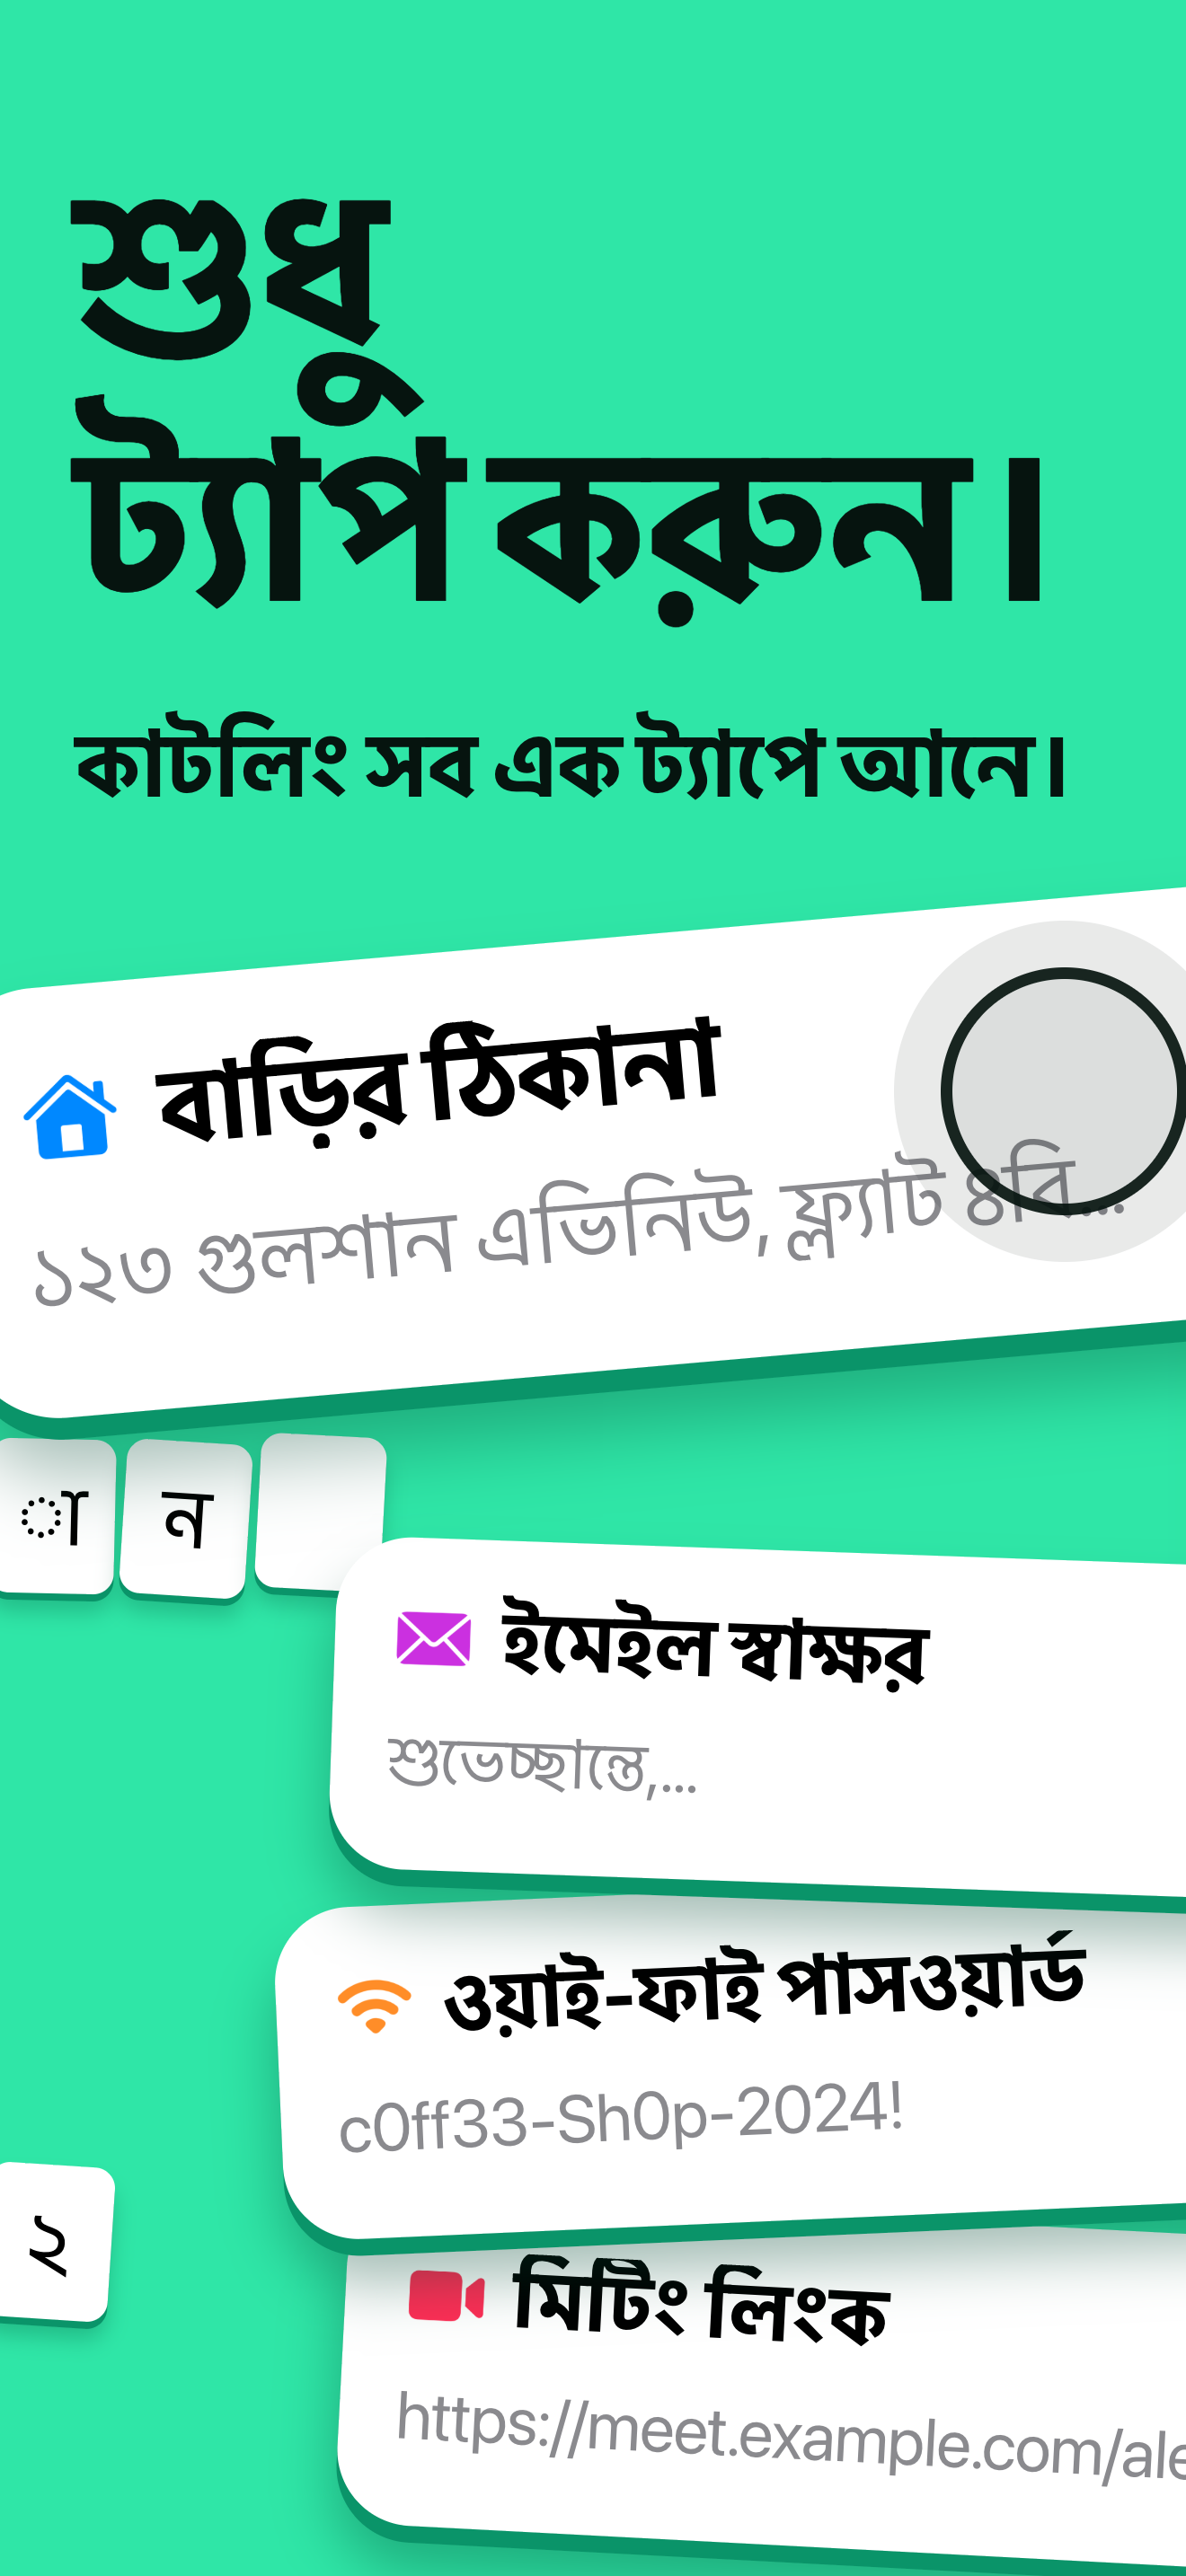 শুধু
ট্যাপ করুন।
কাটলিং সব এক ট্যাপে আনে।
বাড়ির ঠিকানা
১২৩ গুলশান এভিনিউ, ফ্ল্যাট ৪বি...
া
ন
ইমেইল স্বাক্ষর
শুভেচ্ছান্তে,...
ওয়াই-ফাই পাসওয়ার্ড
c0ff33-Sh0p-2024!
২
মিটিং লিংক
https://meet.example.com/ale